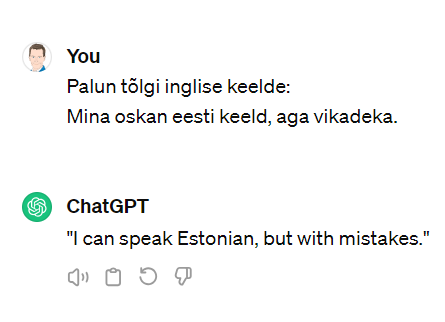 You
Palun tõlgi inglise keelde:
Mina oskan eesti keeld, aga vikadeka.
ChatGPT
"I can speak Estonian, but with mistakes."